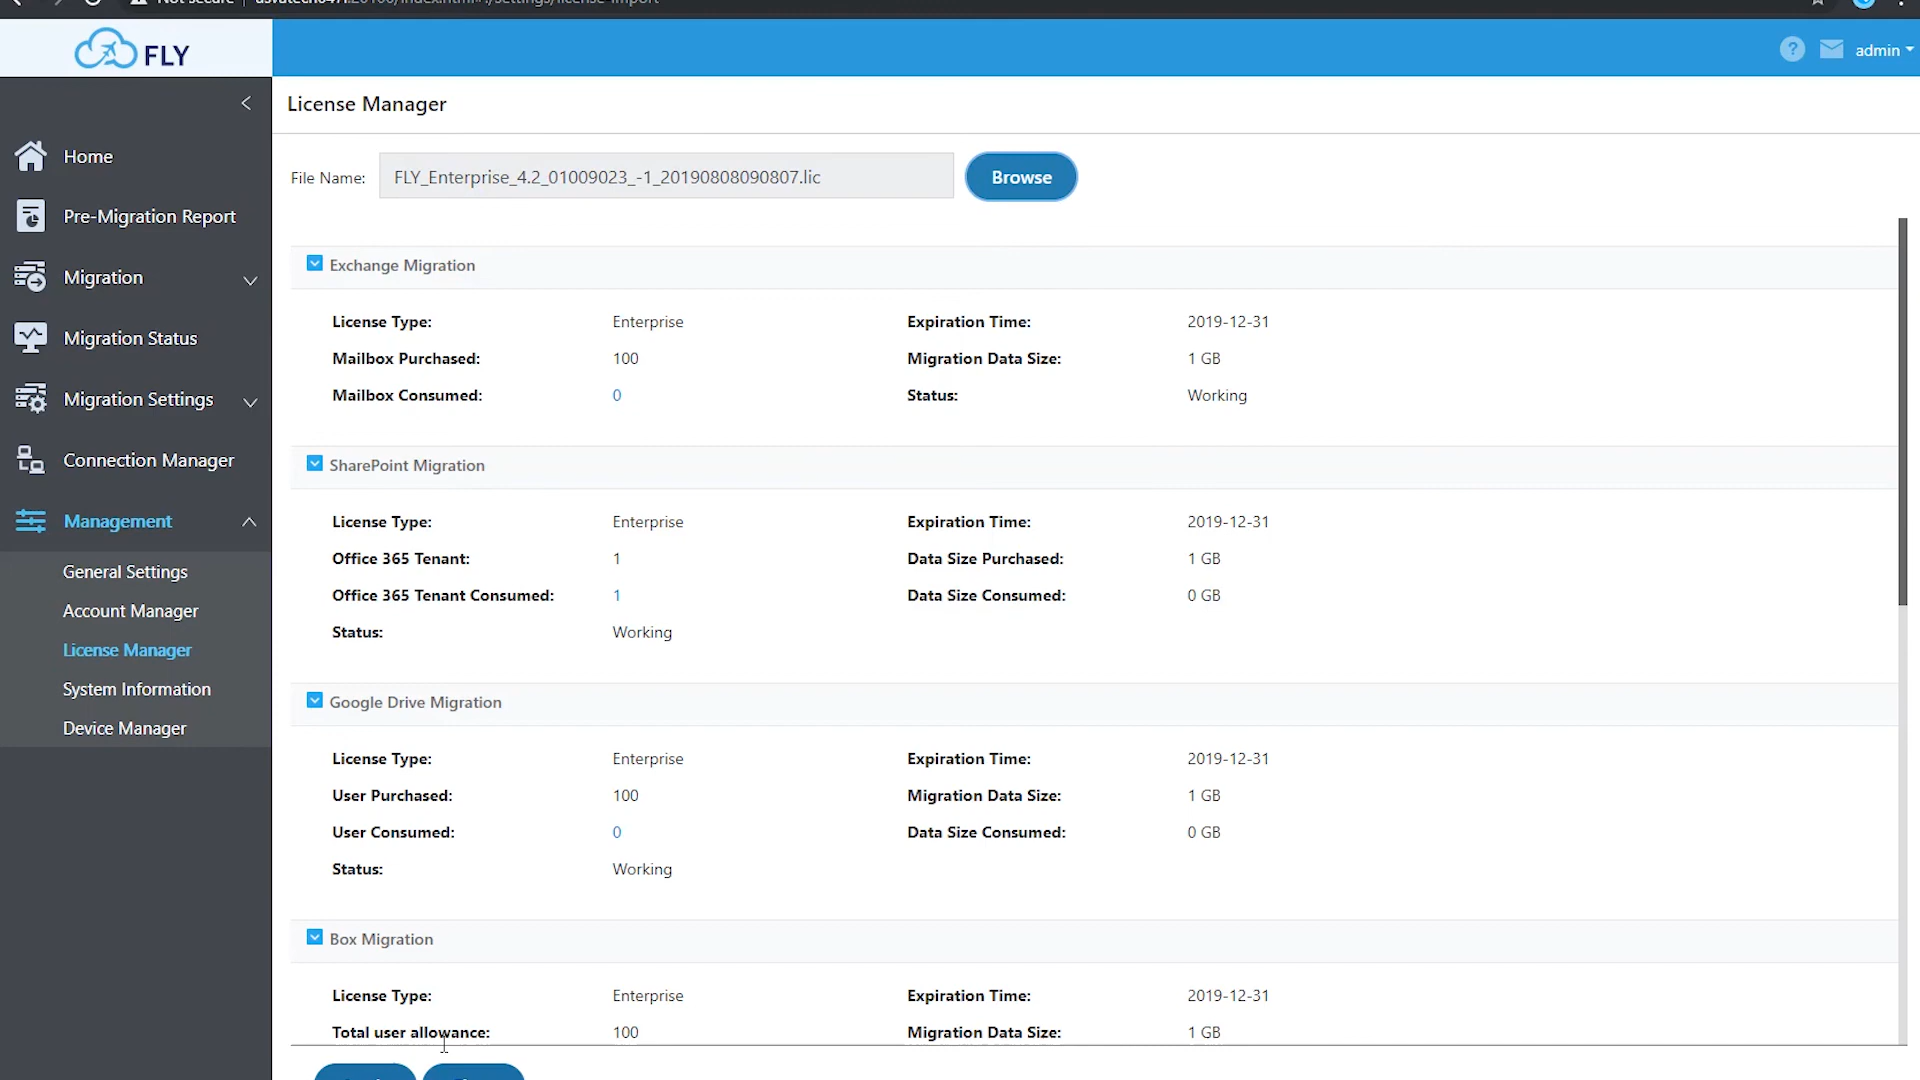 Not secure
FLY
? admin
License Manager
File Name: FLY_Enterprise_4.2_01009023_-1_20190808090807.lic Browse
Home
Pre-Migration Report
Migration
Migration Status
Migration Settings
Connection Manager
Management
General Settings
Account Manager
License Manager
System Information
Device Manager
Exchange Migration
License Type: Enterprise Expiration Time: 2019-12-31
Mailbox Purchased: 100 Migration Data Size: 1 GB
Mailbox Consumed: 0 Status: Working
SharePoint Migration
License Type: Enterprise Expiration Time: 2019-12-31
Office 365 Tenant: 1 Data Size Purchased: 1 GB
Office 365 Tenant Consumed: 1 Data Size Consumed: 0 GB
Status: Working
Google Drive Migration
License Type: Enterprise Expiration Time: 2019-12-31
User Purchased: 100 Migration Data Size: 1 GB
User Consumed: 0 Data Size Consumed: 0 GB
Status: Working
Box Migration
License Type: Enterprise Expiration Time: 2019-12-31
Total user allowance: 100 Migration Data Size: 1 GB